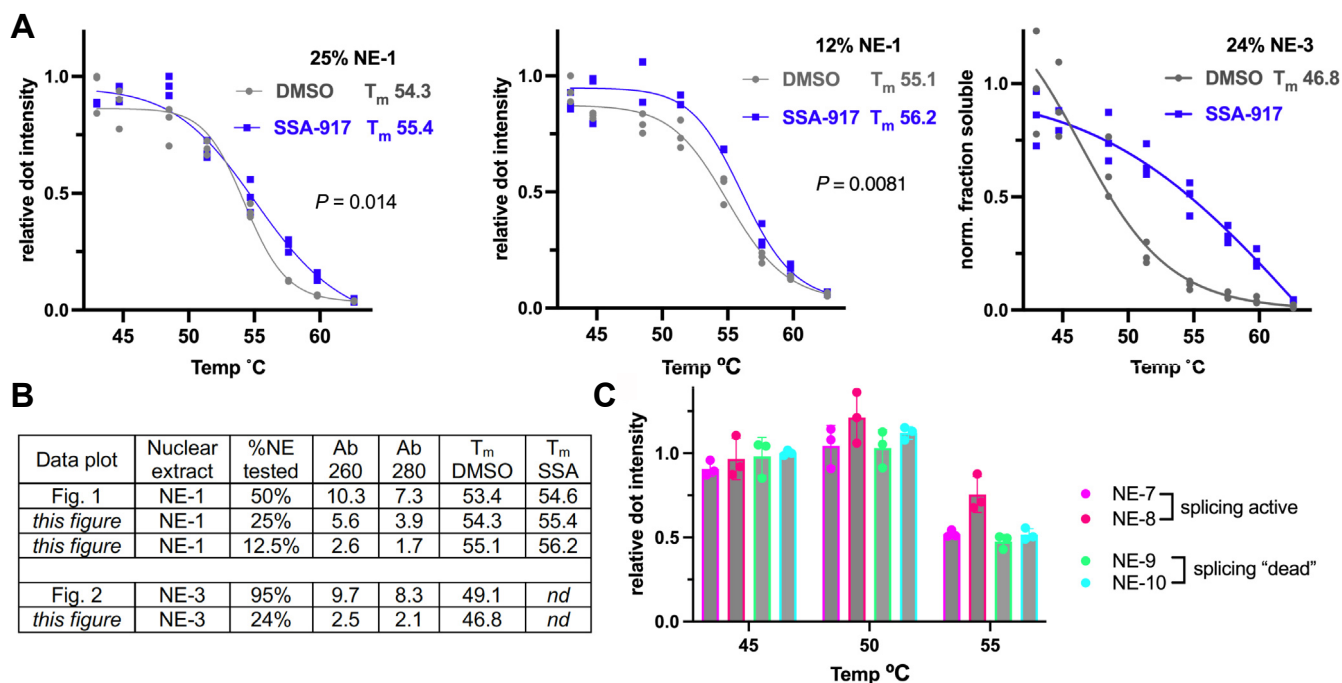 A
25% NE-1
DMSO Tm 54.3
SSA-917 Tm 55.4
P = 0.014
relative dot intensity
1.0
0.5
0.0
45 50 55 60
Temp °C
12% NE-1
DMSO Tm 55.1
SSA-917 Tm 56.2
P = 0.0081
relative dot intensity
1.0
0.5
0.0
45 50 55 60
Temp ºC
24% NE-3
DMSO Tm 46.8
SSA-917
norm. fraction soluble
1.0
0.5
0.0
45 50 55 60
Temp °C
B
Data plot Nuclear extract %NE tested Ab 260 Ab 280 Tm DMSO Tm SSA
Fig. 1 NE-1 50% 10.3 7.3 53.4 54.6
this figure NE-1 25% 5.6 3.9 54.3 55.4
this figure NE-1 12.5% 2.6 1.7 55.1 56.2
Fig. 2 NE-3 95% 9.7 8.3 49.1 nd
this figure NE-3 24% 2.5 2.1 46.8 nd
C
relative dot intensity
1.0
0.5
0.0
45 50 55
Temp ºC
NE-7
NE-8
splicing active
NE-9
NE-10
splicing "dead"